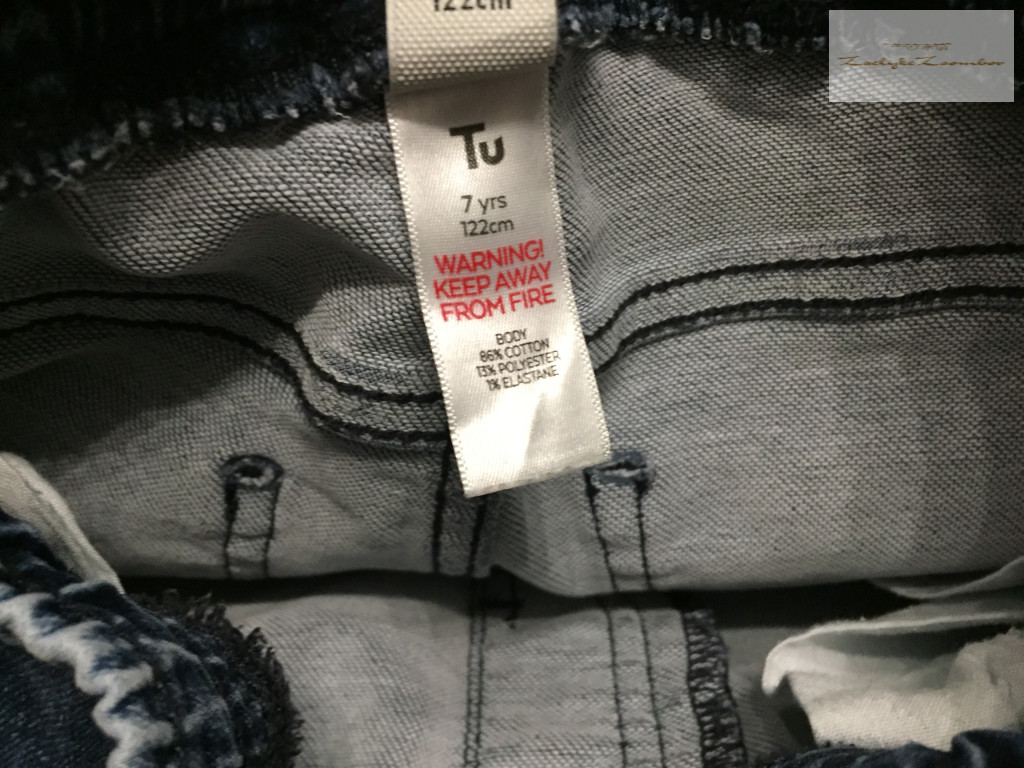 122cm
Tu
7 yrs
122cm
WARNING!
KEEP AWAY
FROM FIRE
BODY
86% COTTON
13% POLYESTER
1% ELASTANE